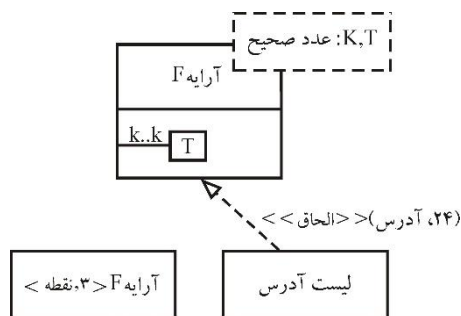 K,T: عدد صحیح
آرایهF
k..k
T
(۲۴، آدرس)< <الحاق> >
آرایهF<۳,نقطه >
لیست آدرس